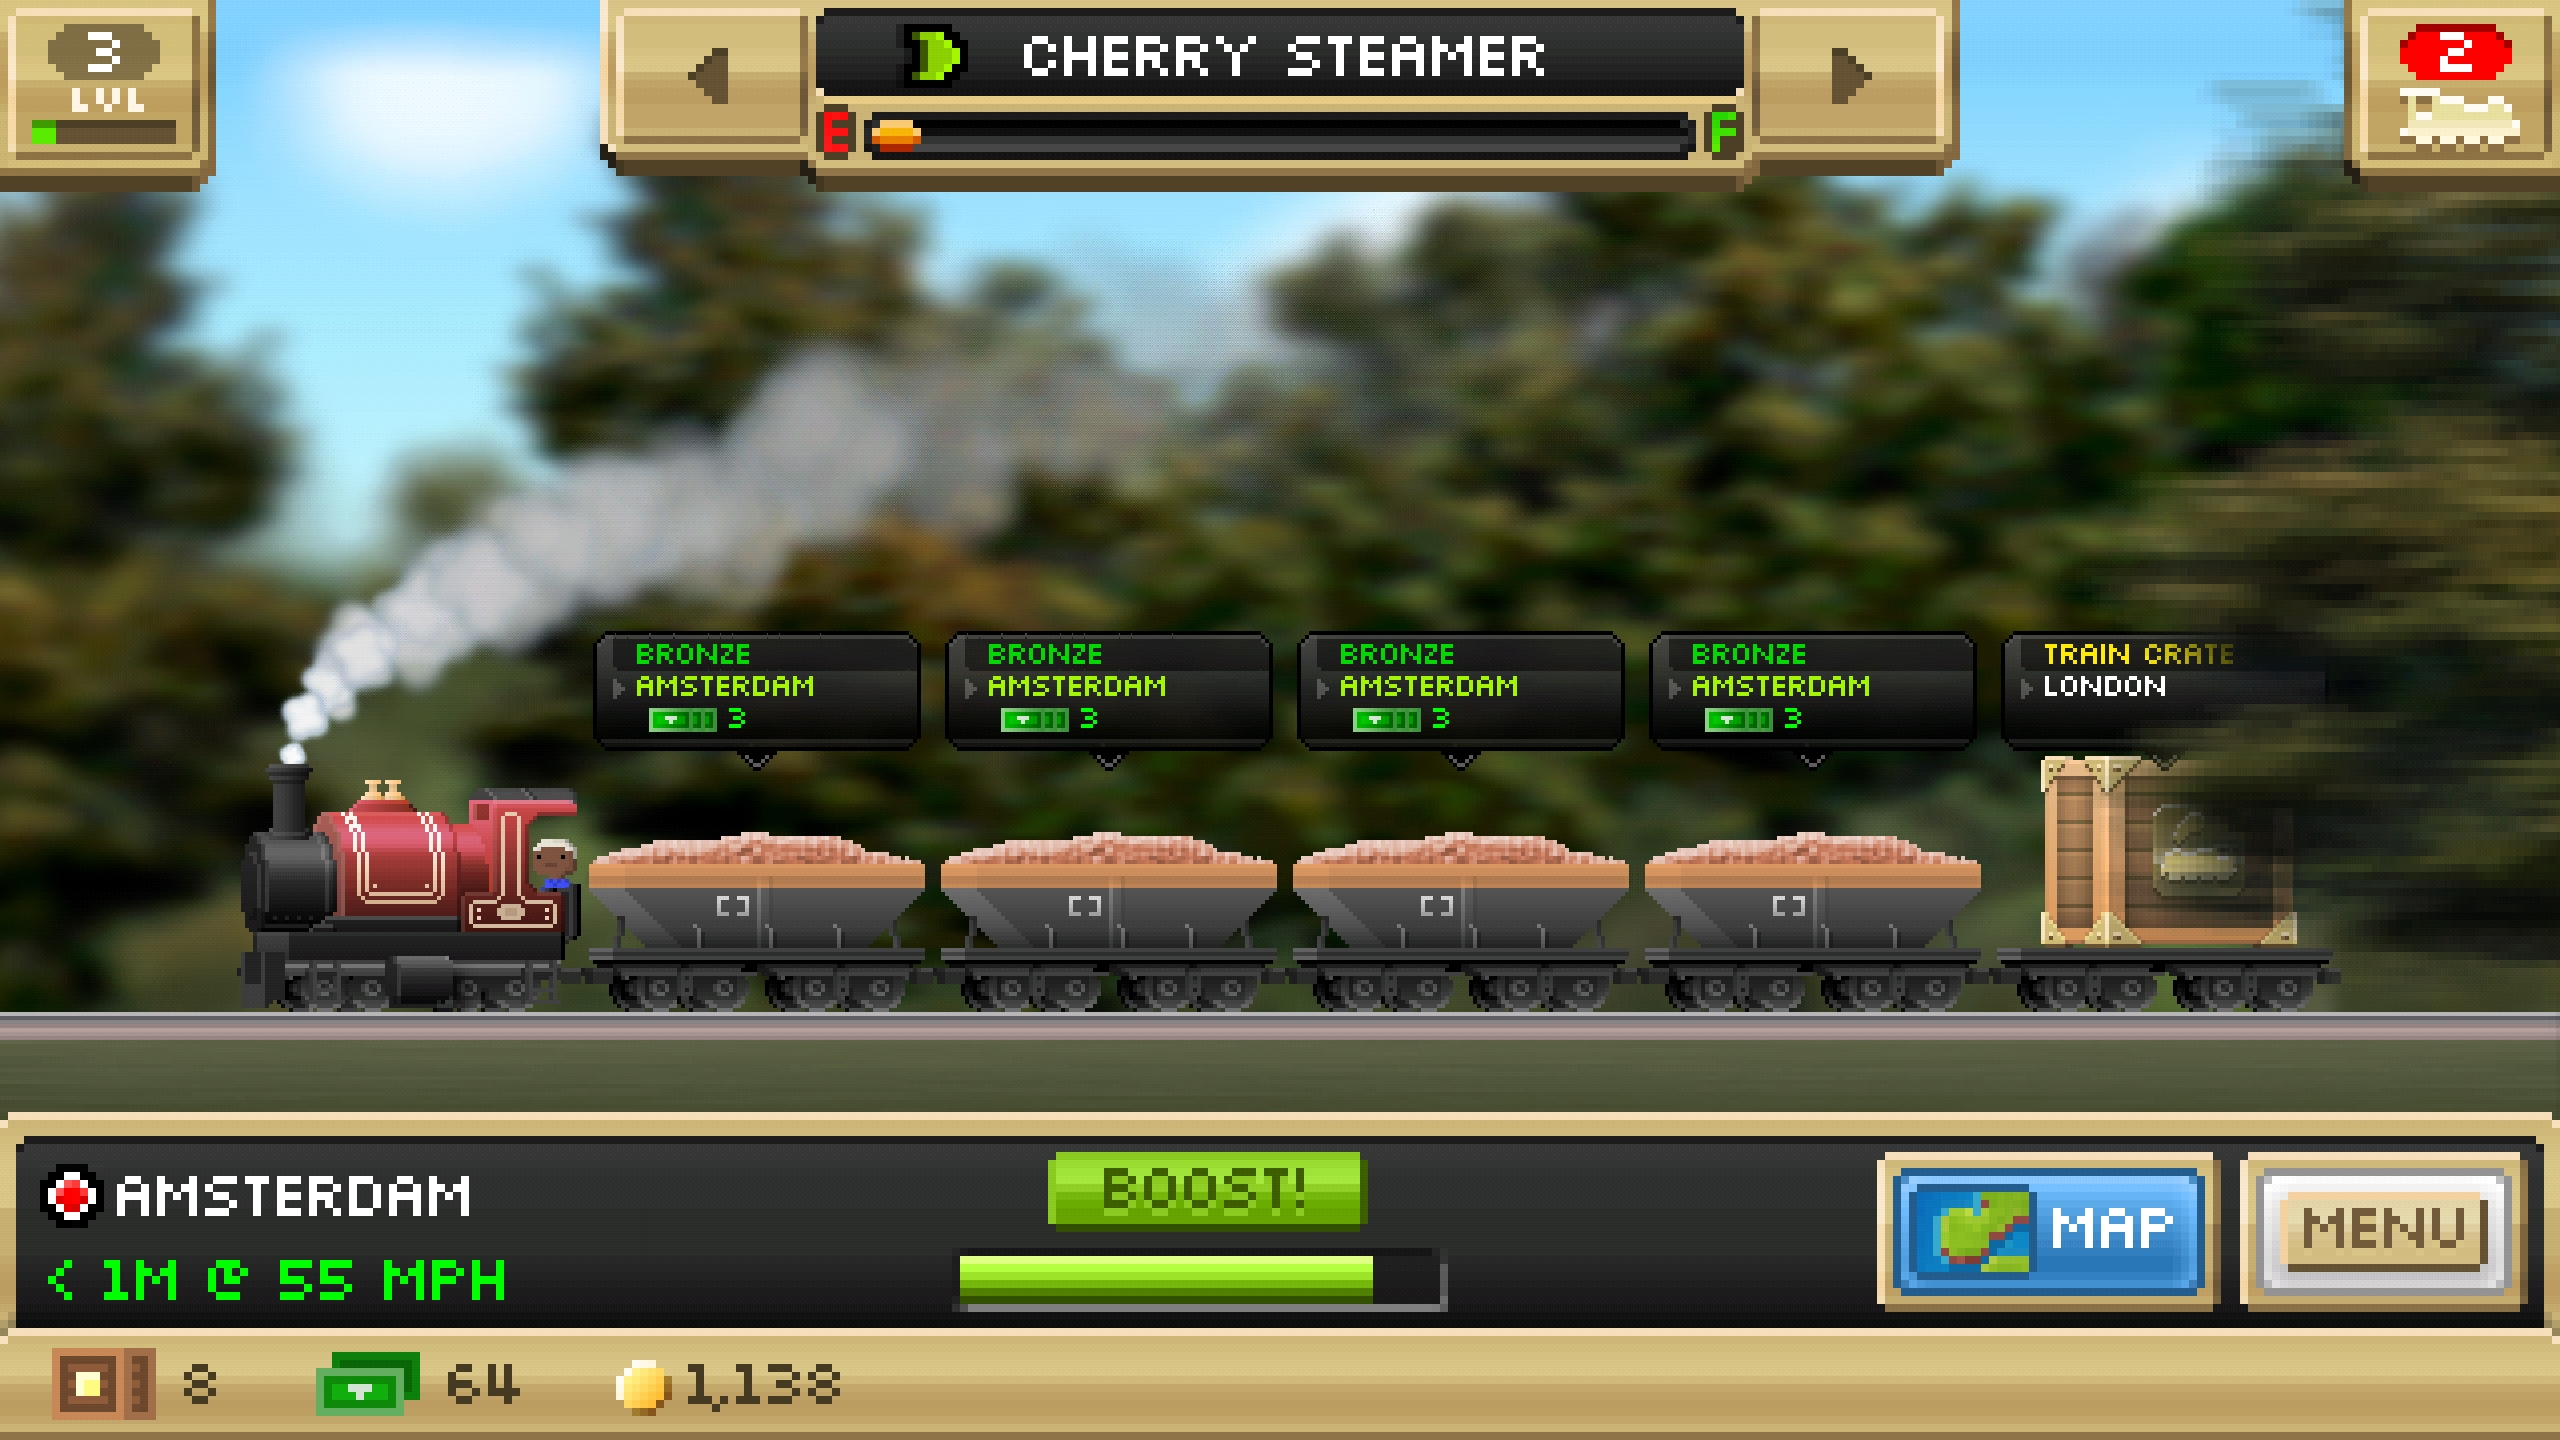 3
LVL
CHERRY STEAMER
E
F
2
BRONZE
AMSTERDAM
3
BRONZE
AMSTERDAM
3
BRONZE
AMSTERDAM
3
BRONZE
AMSTERDAM
3
TRAIN CRATE
LONDON
AMSTERDAM
< 1M @ 55 MPH
BOOST!
MAP
MENU
8
64
1,138